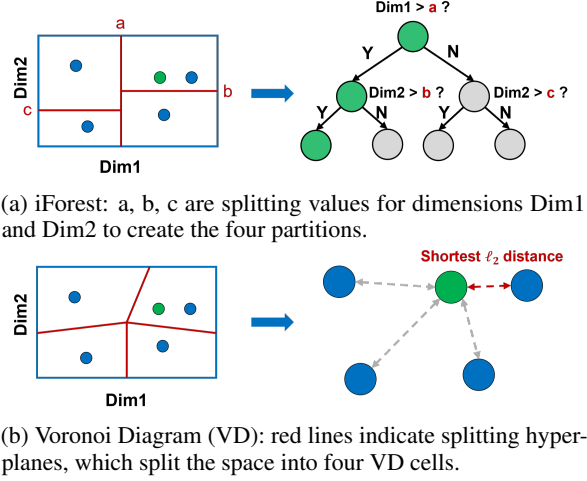 Dim1 > a ?
a
Y
N
Dim2
b
Dim2 > b ?
Dim2 > c ?
c
Y
N
Y
N
Dim1
(a) iForest: a, b, c are splitting values for dimensions Dim1
and Dim2 to create the four partitions.
Shortest ℓ2 distance
Dim2
Dim1
(b) Voronoi Diagram (VD): red lines indicate splitting hyper-
planes, which split the space into four VD cells.